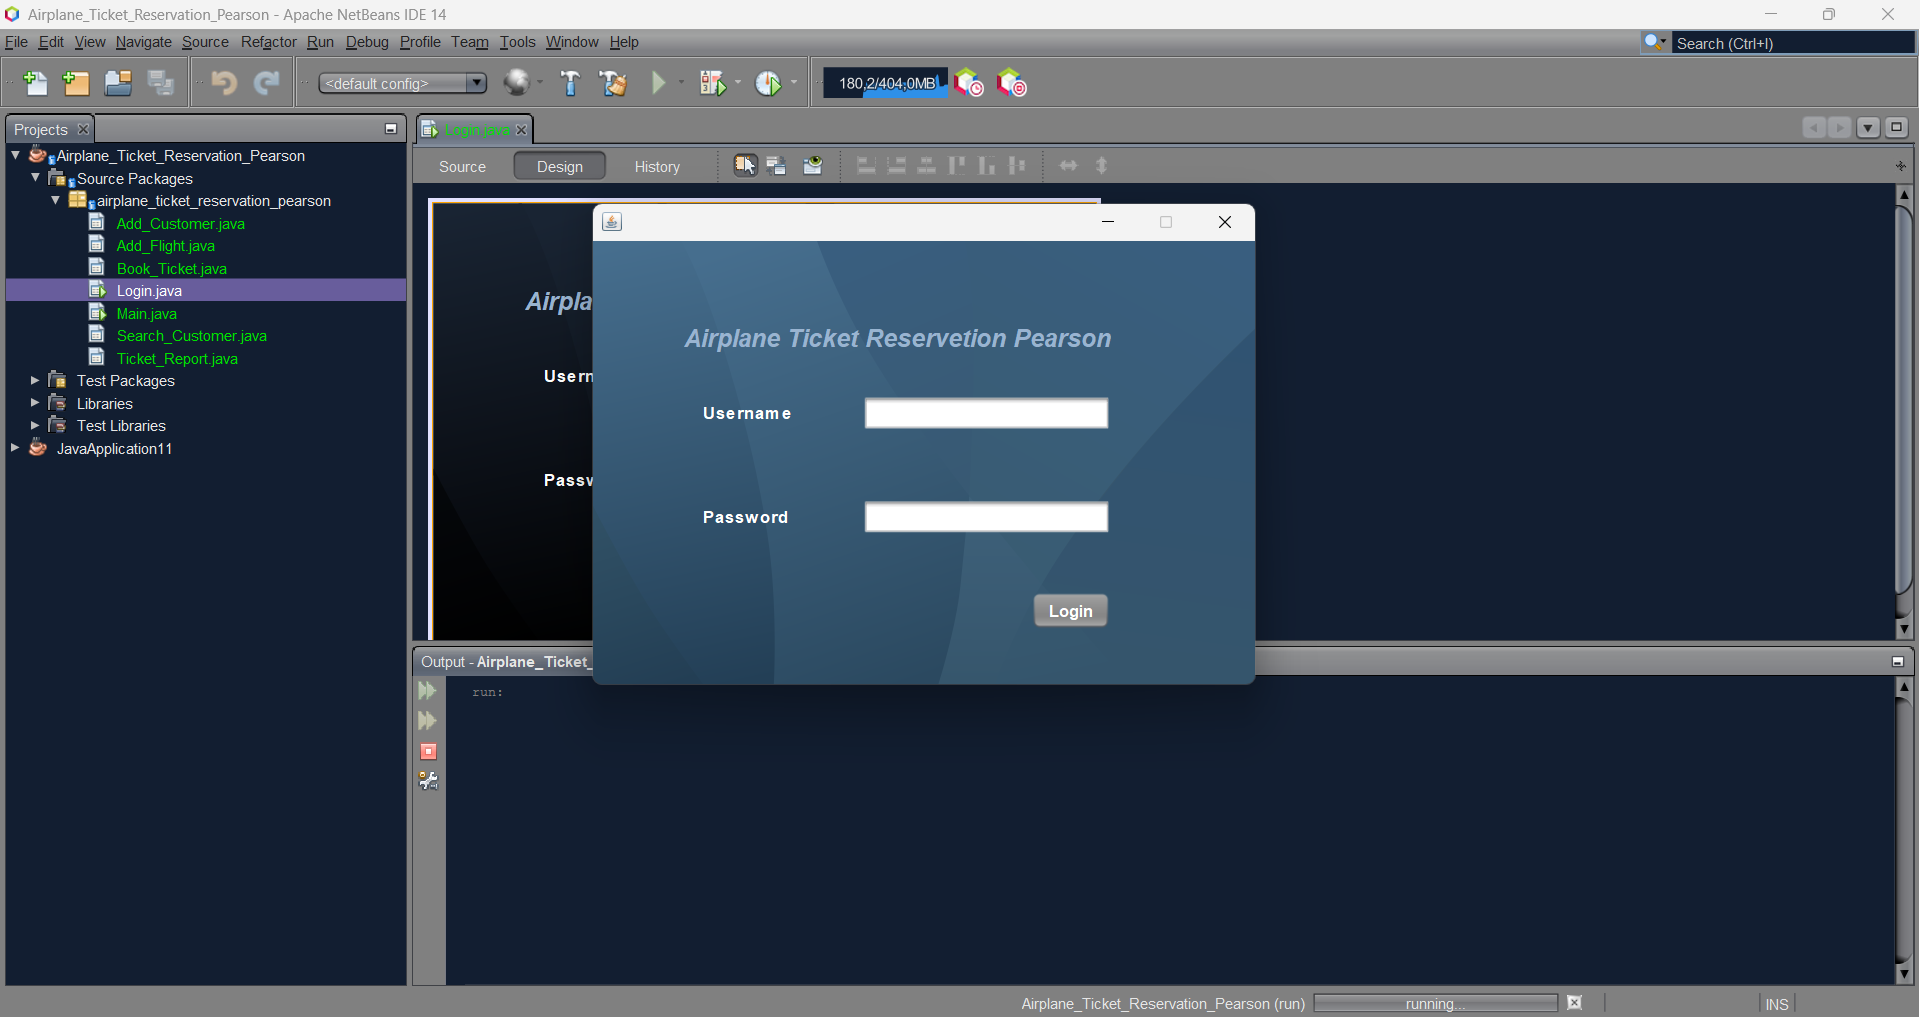 Airplane_Ticket_Reservation_Pearson - Apache NetBeans IDE 14
File Edit View Navigate Source Refactor Run Debug Profile Team Tools Window Help
Search (Ctrl+I)
<default config>
180,2/404,0MB
Projects
Login.java
Airplane_Ticket_Reservation_Pearson
Source Packages
airplane_ticket_reservation_pearson
Add_Customer.java
Add_Flight.java
Book_Ticket.java
Login.java
Main.java
Search_Customer.java
Ticket_Report.java
Test Packages
Libraries
Test Libraries
JavaApplication11
Source Design History
Airpla
Usern
Passw
Airplane Ticket Reservetion Pearson
Username
Password
Login
Output - Airplane_Ticket_
run:
Airplane_Ticket_Reservation_Pearson (run)
running...
INS